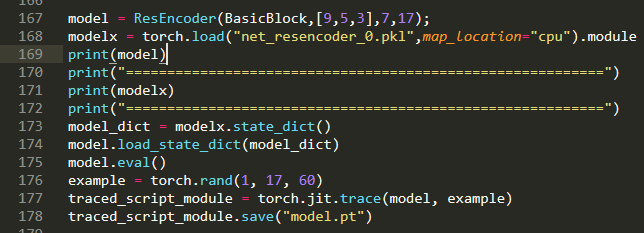 166
167 model = ResEncoder(BasicBlock,[9,5,3],7,17);
168 modelx = torch.load("net_resencoder_0.pkl",map_location="cpu").module
169 print(model)
170 print("==========================================================")
171 print(modelx)
172 print("==========================================================")
173 model_dict = modelx.state_dict()
174 model.load_state_dict(model_dict)
175 model.eval()
176 example = torch.rand(1, 17, 60)
177 traced_script_module = torch.jit.trace(model, example)
178 traced_script_module.save("model.pt")
179